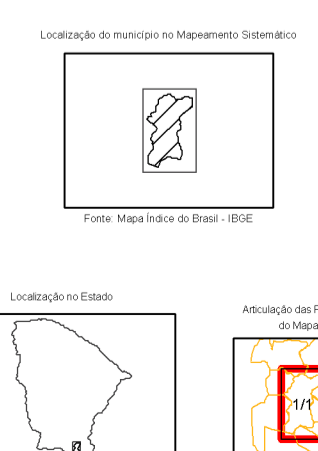 Localização do município no Mapeamento Sistemático
Fonte: Mapa Índice do Brasil - IBGE
Localização no Estado
Articulação das
do Mapa
1/1